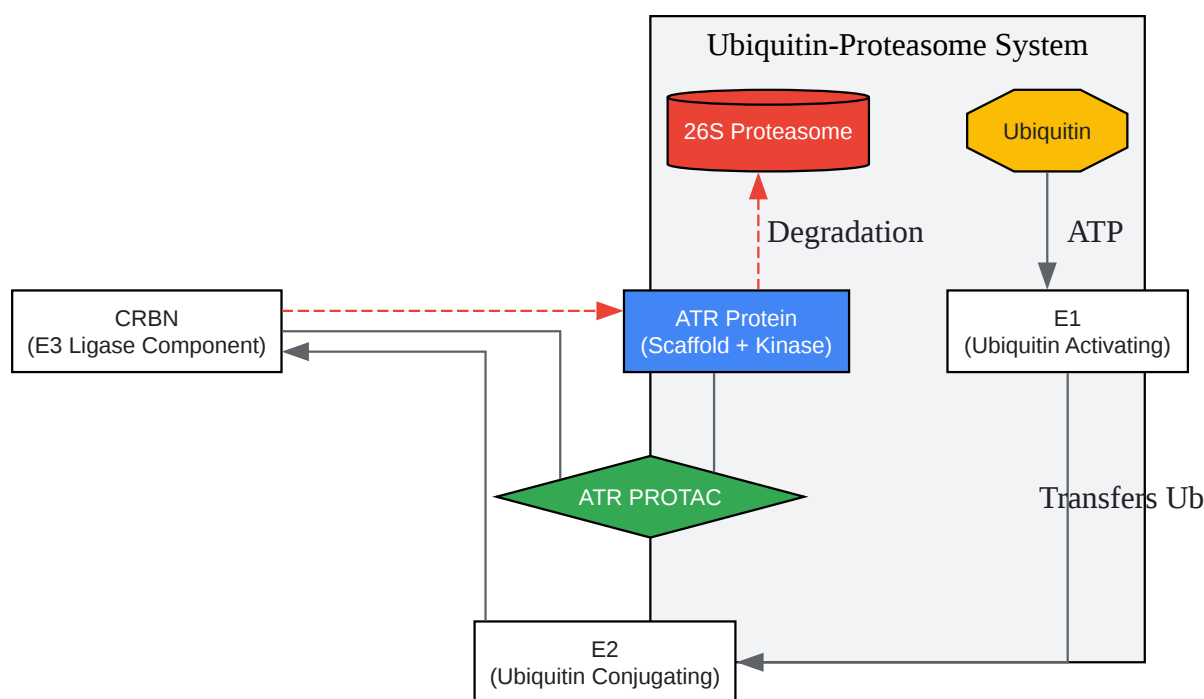 Ubiquitin-Proteasome System
26S Proteasome
Ubiquitin
Degradation
ATP
CRBN
(E3 Ligase Component)
ATR Protein
(Scaffold + Kinase)
E1
(Ubiquitin Activating)
ATR PROTAC
Transfers Ub
E2
(Ubiquitin Conjugating)